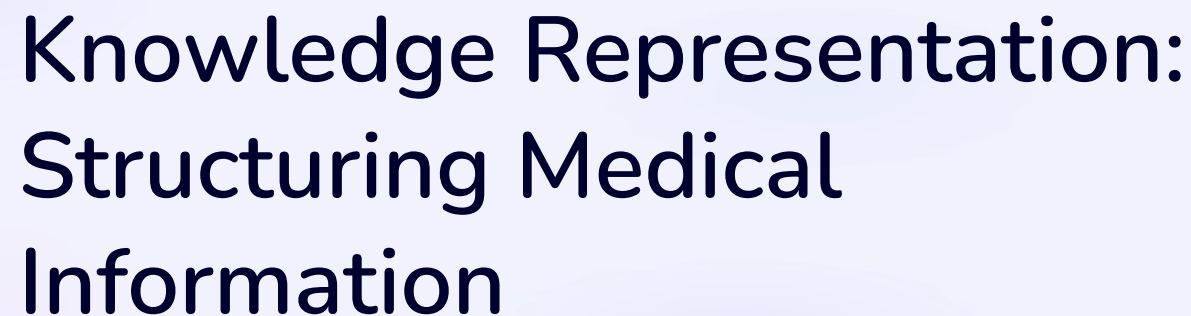 Knowledge Representation:
Structuring Medical
Information